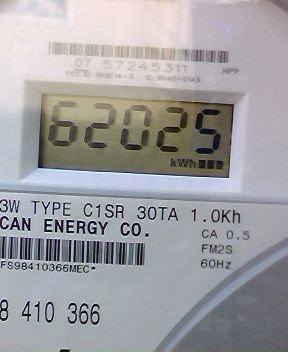 07 57245311
HPP
62025
kWh
3W TYPE C1SR 30TA 1.0Kh
CAN ENERGY CO.
CA 0.5
FM2S
FS98410366MEC*
60Hz
8 410 366